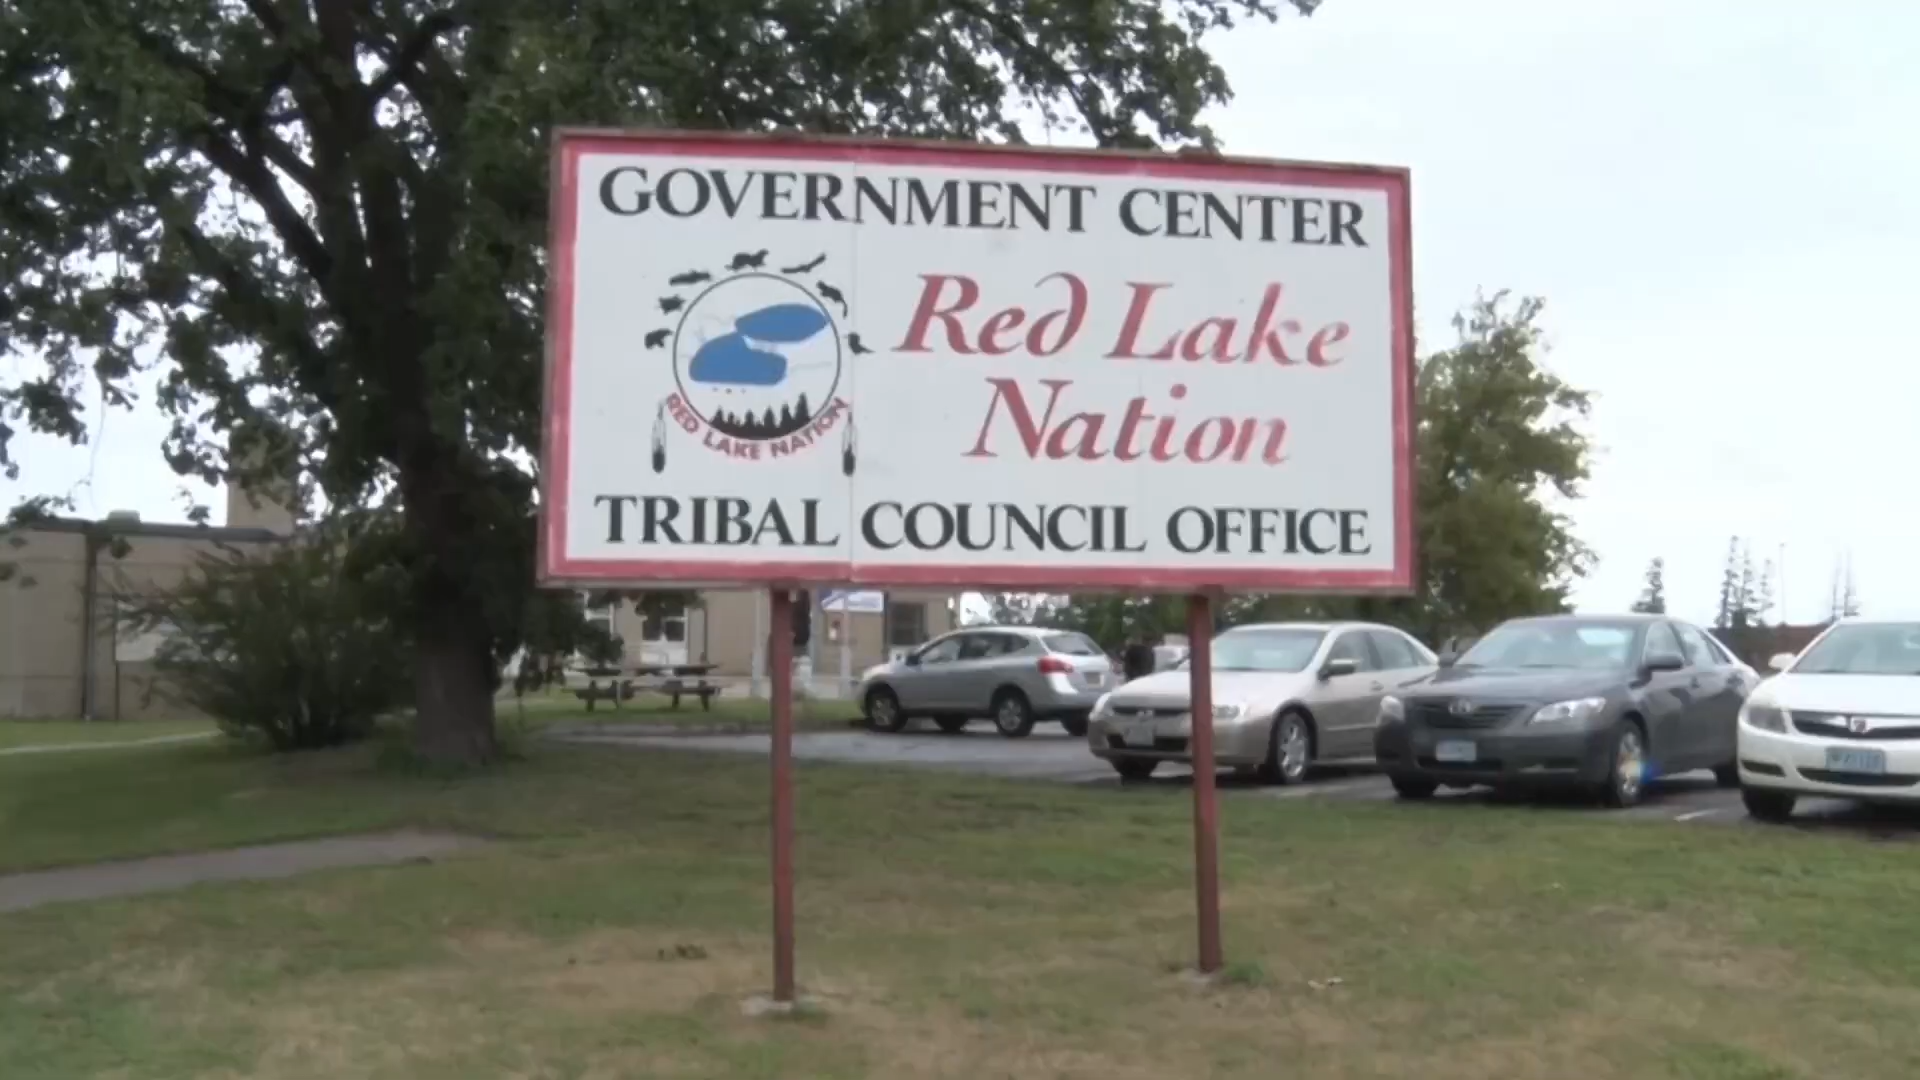 GOVERNMENT CENTER
Red Lake
Nation
RED LAKE NATION
TRIBAL COUNCIL OFFICE